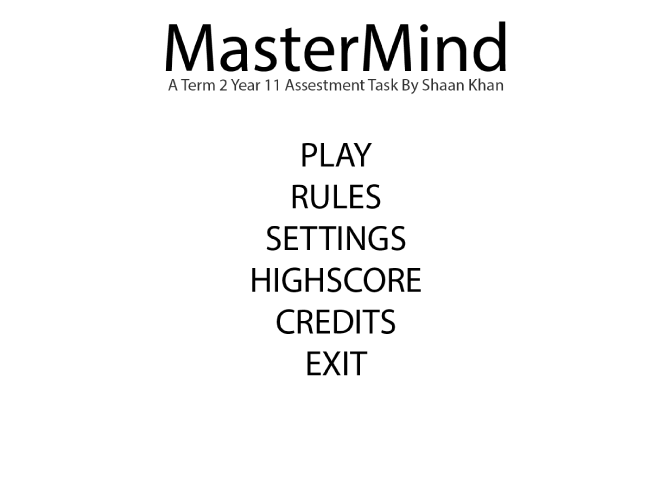 MasterMind
A Term 2 Year 11 Assestment Task By Shaan Khan
PLAY
RULES
SETTINGS
HIGHSCORE
CREDITS
EXIT